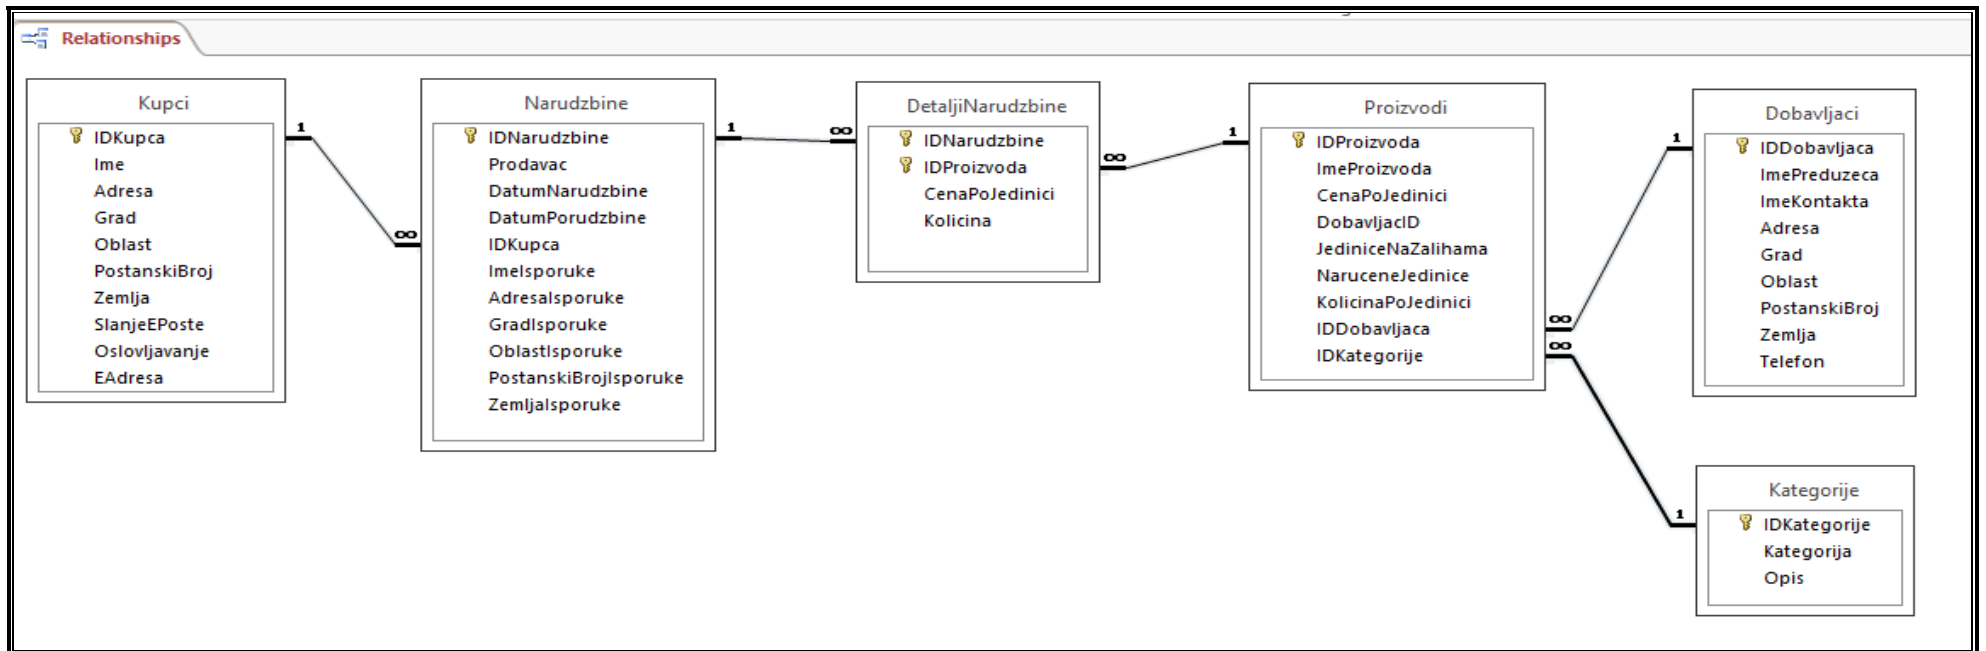 Relationships
Kupci
IDKupca
Ime
Adresa
Grad
Oblast
PostanskiBroj
Zemlja
SlanjeEPoste
Oslovljavanje
EAdresa
1
∞
Narudzbine
IDNarudzbine
Prodavac
DatumNarudzbine
DatumPorudzbine
IDKupca
ImeIsporuke
AdresaIsporuke
GradIsporuke
OblastIsporuke
PostanskiBrojIsporuke
ZemljaIsporuke
1
∞
DetaljiNarudzbine
IDNarudzbine
IDProizvoda
CenaPoJedinici
Kolicina
∞
1
Proizvodi
IDProizvoda
ImeProizvoda
CenaPoJedinici
DobavljacID
JediniceNaZalihama
NaruceneJedinice
KolicinaPoJedinici
IDDobavljaca
IDKategorije
∞
∞
1
Dobavljaci
IDDobavljaca
ImePreduzeca
ImeKontakta
Adresa
Grad
Oblast
PostanskiBroj
Zemlja
Telefon
1
Kategorije
IDKategorije
Kategorija
Opis